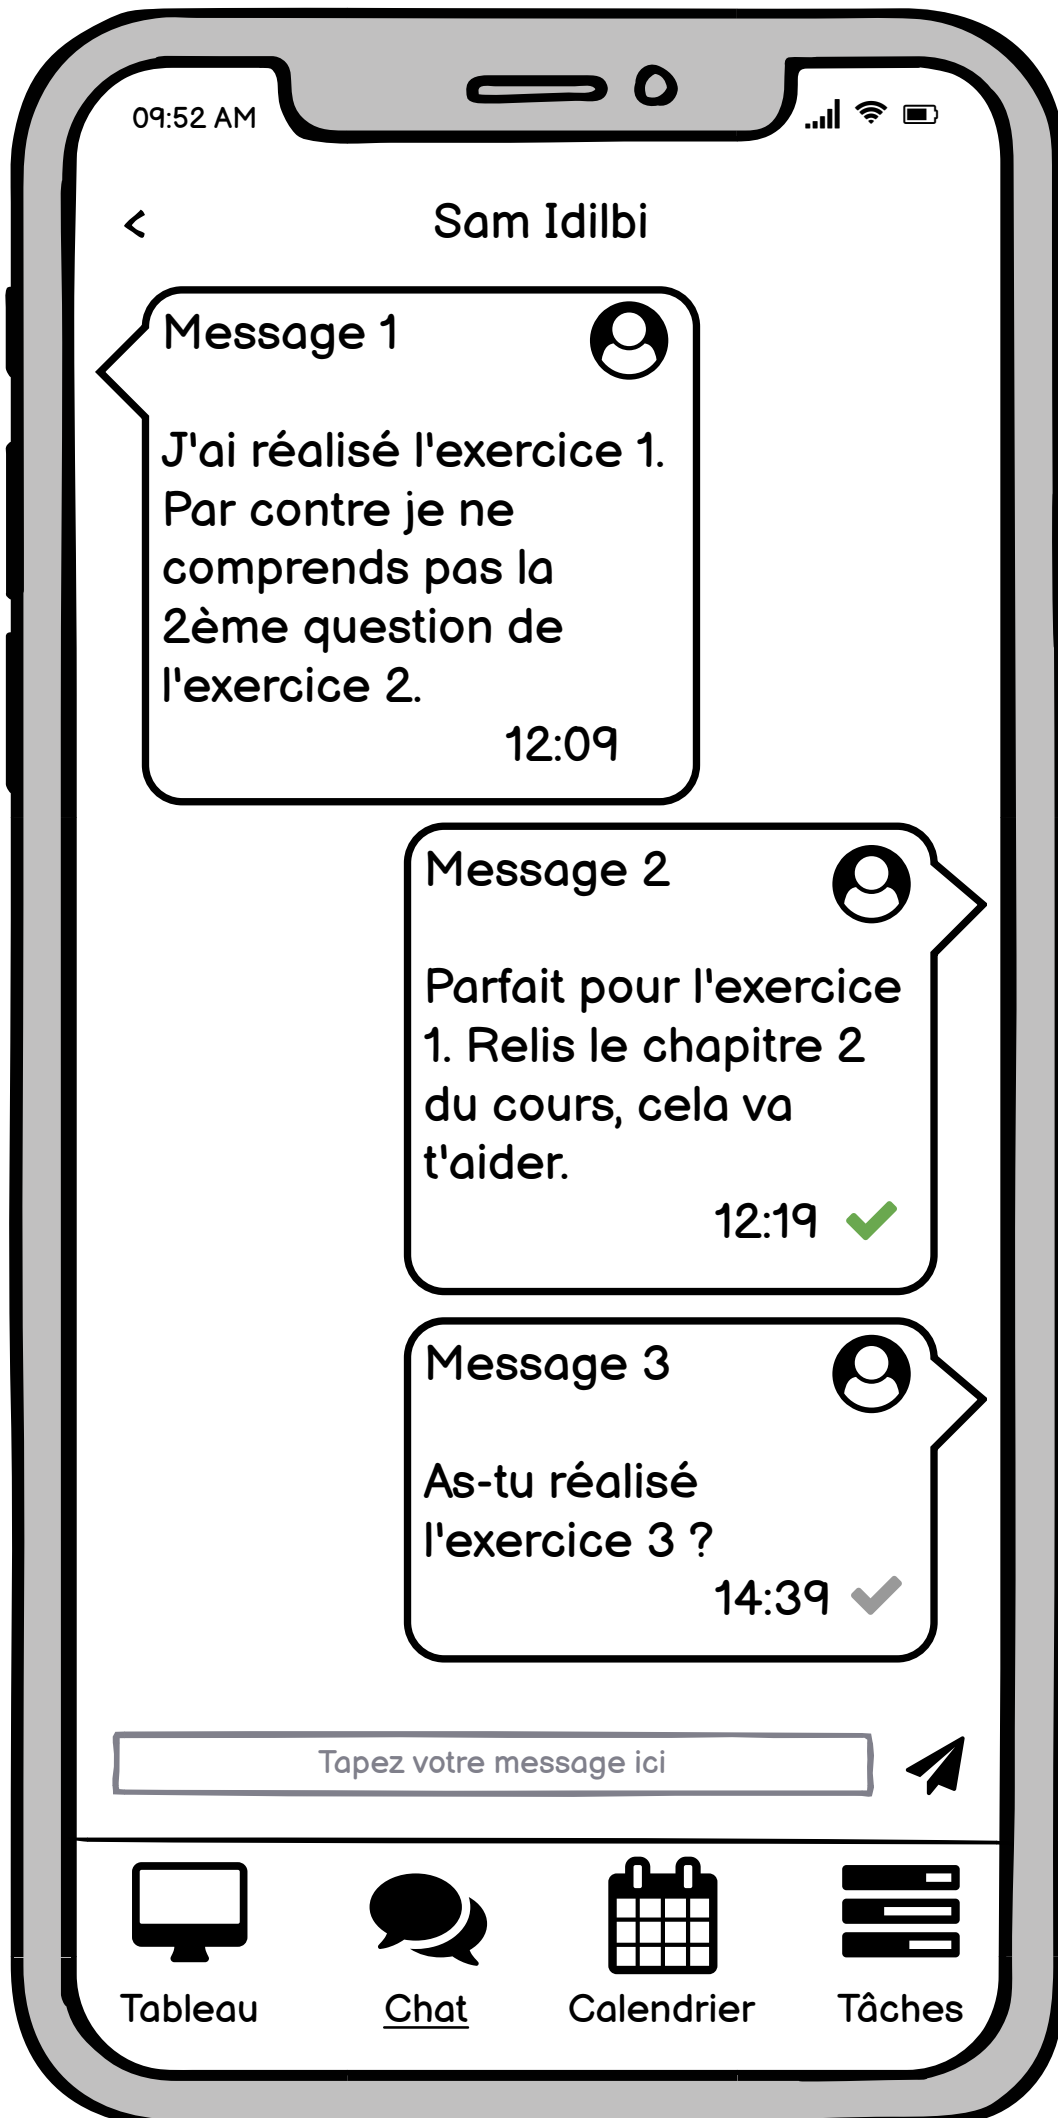 09:52 AM
<
Sam Idilbi
Message 1
J'ai réalisé l'exercice 1.
Par contre je ne
comprends pas la
2ème question de
l'exercice 2.
12:09
Message 2
Parfait pour l'exercice
1. Relis le chapitre 2
du cours, cela va
t'aider.
12:19
Message 3
As-tu réalisé
l'exercice 3 ?
14:39
Tapez votre message ici
Tableau
Chat
Calendrier
Tâches